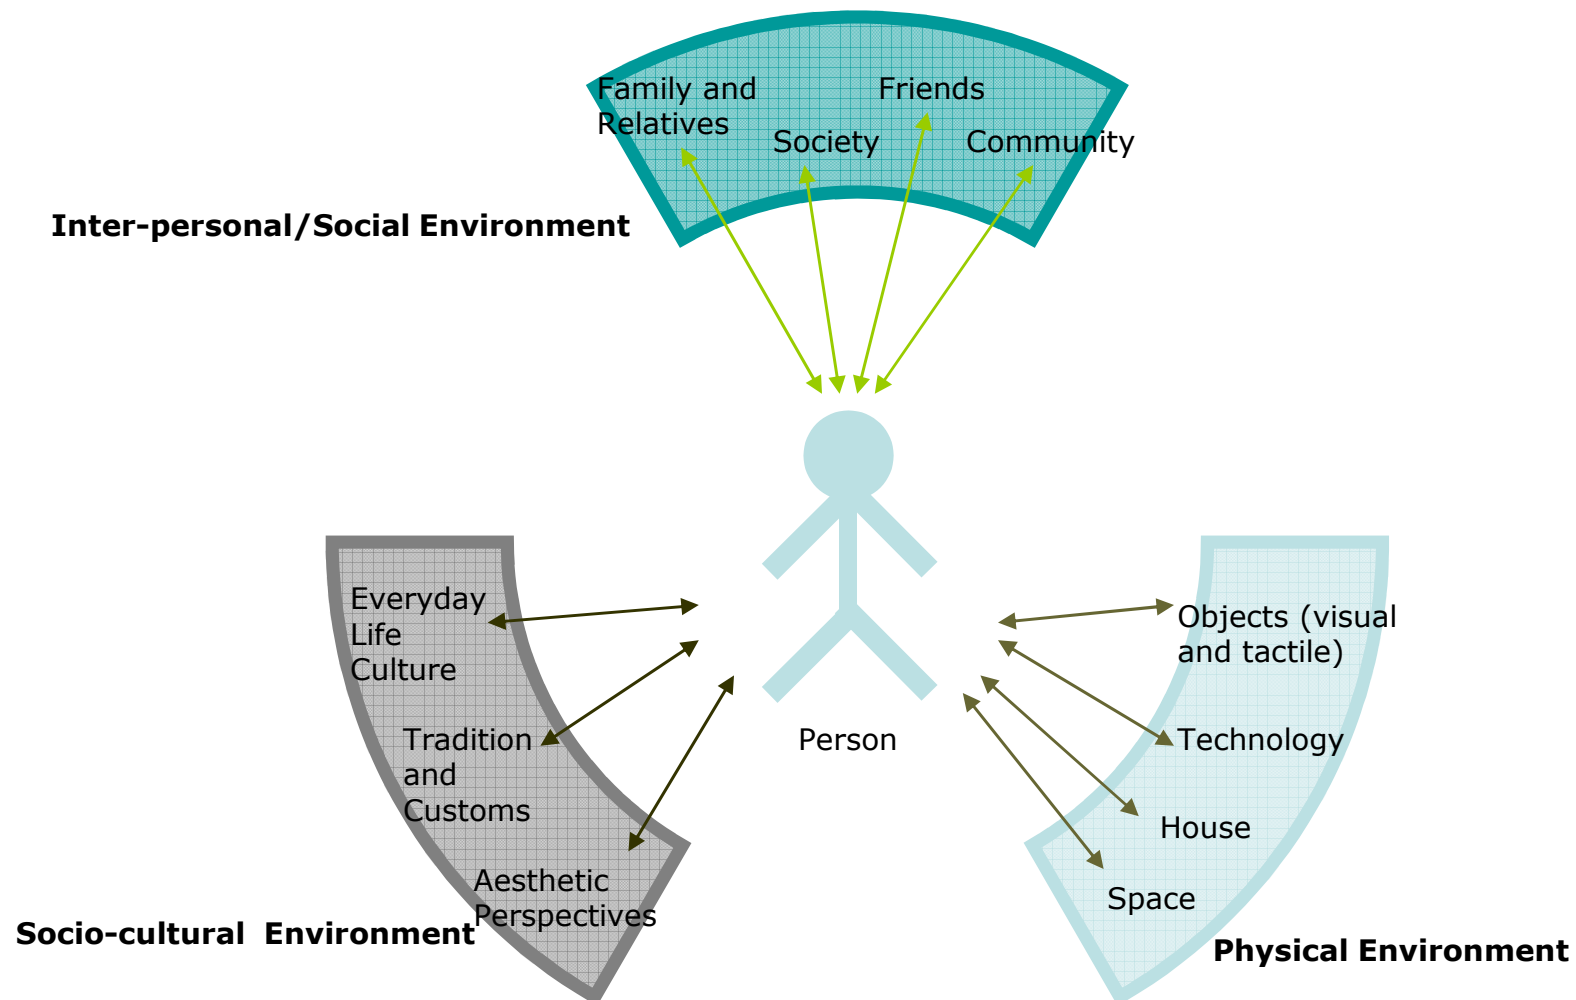 Family and
Relatives
Friends
Society
Community
Inter-personal/Social Environment
Everyday
Life
Culture
Tradition
and
Customs
Aesthetic
Perspectives
Socio-cultural Environment
Person
Objects (visual
and tactile)
Technology
House
Space
Physical Environment